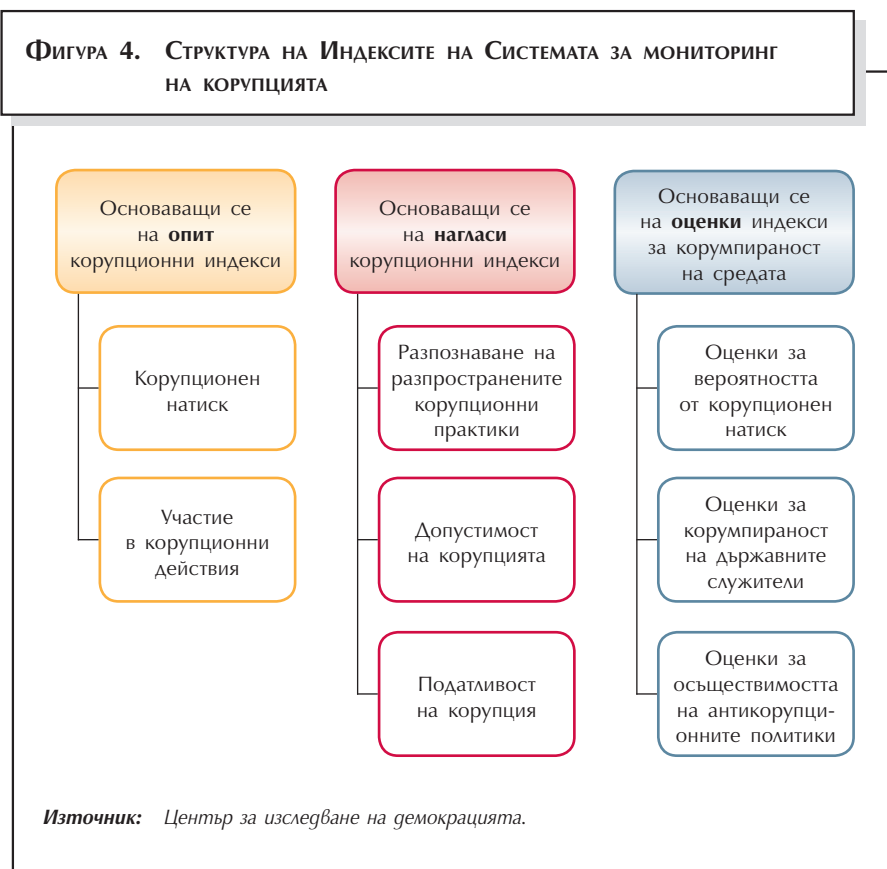 Фигура 4. Структура на Индексите на Системата за мониторинг
на корупцията
Основаващи се
на опит
корупционни индекси
Корупционен
натиск
Участие
в корупционни
действия
Основаващи се
на нагласи
корупционни индекси
Разпознаване на
разпространените
корупционни
практики
Допустимост
на корупцията
Податливост
на корупция
Основаващи се
на оценки индекси
за корумпираност
на средата
Оценки за
вероятността
от корупционен
натиск
Оценки за
корумпираност
на държавните
служители
Оценки за
осъществимостта
на антикорупци-
онните политики
Източник: Център за изследване на демокрацията.